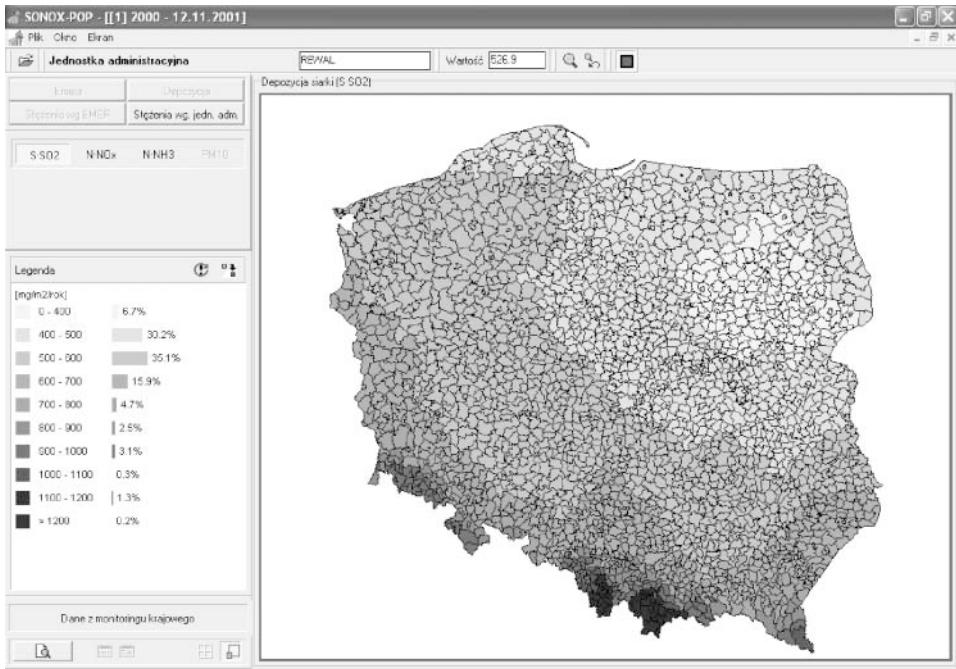 SONOX-POP - [[1] 2000 - 12.11.2001]
Plik Okno Ekran
Jednostka administracyjna REWAL Wartość 526.9
Emisja Depozycja
Stężenia wg EMEP Stężenia wg. jedn. adm.
S-SO2 N-NOx N-NH3 PM10
Depozycja siarki (S-SO2)
Legenda
[mg/m2/rok]
0 - 400 6.7%
400 - 500 30.2%
500 - 600 35.1%
600 - 700 15.9%
700 - 800 4.7%
800 - 900 2.5%
900 - 1000 3.1%
1000 - 1100 0.3%
1100 - 1200 1.3%
> 1200 0.2%
Dane z monitoringu krajowego